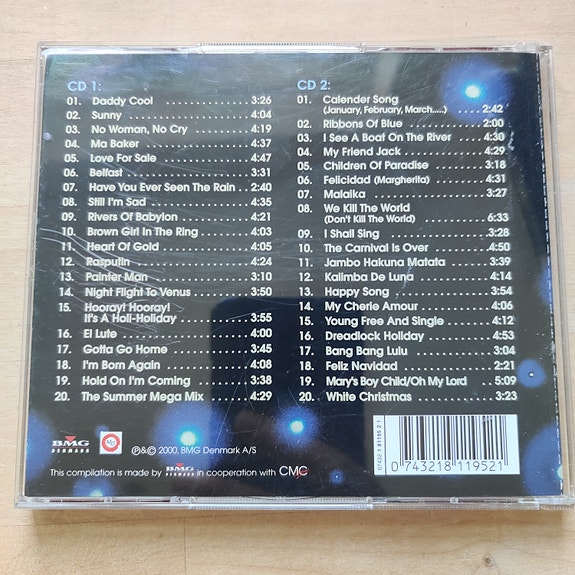 CD 1:
01. Daddy Cool .................. 3:26
02. Sunny .................. 4:04
03. No Woman, No Cry .................. 4:19
04. Ma Baker .................. 4:37
05. Love For Sale .................. 4:47
06. Belfast .................. 3:31
07. Have You Ever Seen The Rain .. 2:40
08. Still I'm Sad .................. 4:35
09. Rivers Of Babylon .................. 4:21
10. Brown Girl In The Ring .......... 4:03
11. Heart Of Gold .................. 4:05
12. Rasputin .................. 4:24
13. Painter Man .................. 3:10
14. Night Flight To Venus .......... 3:50
15. Hooray! Hooray!
It's A Holi-Holiday .......... 3:55
16. El Lute .................. 4:00
17. Gotta Go Home .................. 3:45
18. I'm Born Again .................. 4:08
19. Hold On I'm Coming .......... 3:38
20. The Summer Mega Mix .......... 4:29
CD 2:
01. Calender Song
(January, February, March.....) .. 2:42
02. Ribbons Of Blue .................. 2:00
03. I See A Boat On The River ...... 4:30
04. My Friend Jack .................. 4:29
05. Children Of Paradise .......... 3:18
06. Felicidad (Margherita) .......... 4:31
07. Malaika .................. 3:27
08. We Kill The World
(Don't Kill The World) .......... 6:33
09. I Shall Sing .................. 3:28
10. The Carnival Is Over .......... 4:50
11. Jambo Hakuna Matata .......... 3:39
12. Kalimba De Luna .......... 4:14
13. Happy Song .................. 3:54
14. My Cherie Amour .......... 4:06
15. Young Free And Single .......... 4:12
16. Dreadlock Holiday .......... 4:53
17. Bang Bang Lulu .......... 3:04
18. Feliz Navidad .......... 2:21
19. Mary's Boy Child/Oh My Lord .... 5:09
20. White Christmas .......... 3:23
BMG
DENMARK
℗&© 2000, BMG Denmark A/S
This compilation is made by BMG DENMARK in cooperation with CMC
07432 1 81195 2 1
0 743218 119521